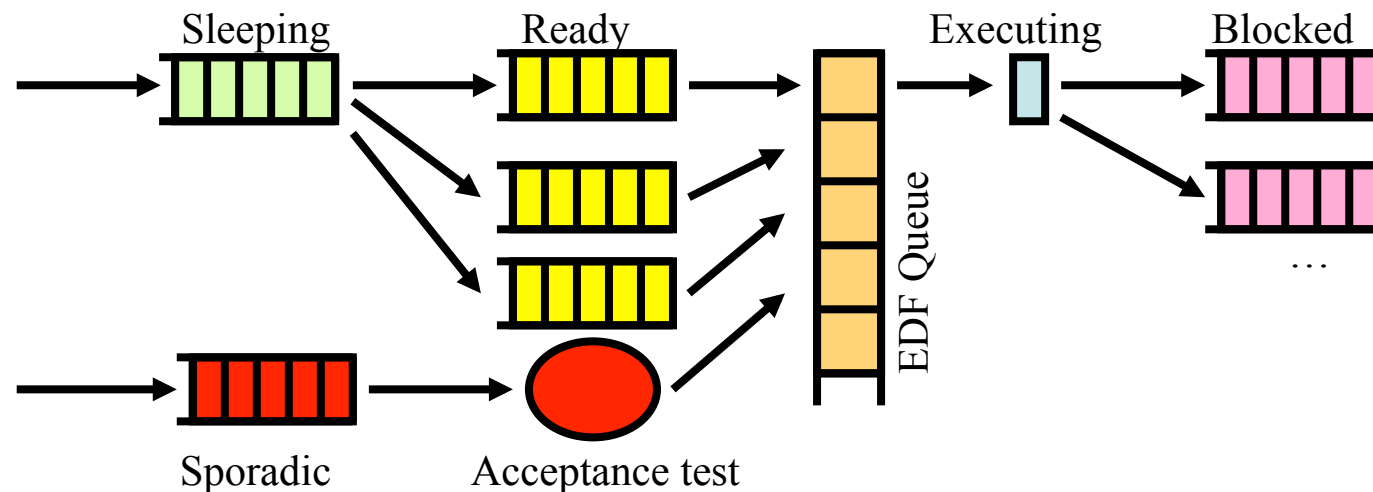 Sleeping
Ready
Executing
Blocked
EDF Queue
…
Sporadic
Acceptance test